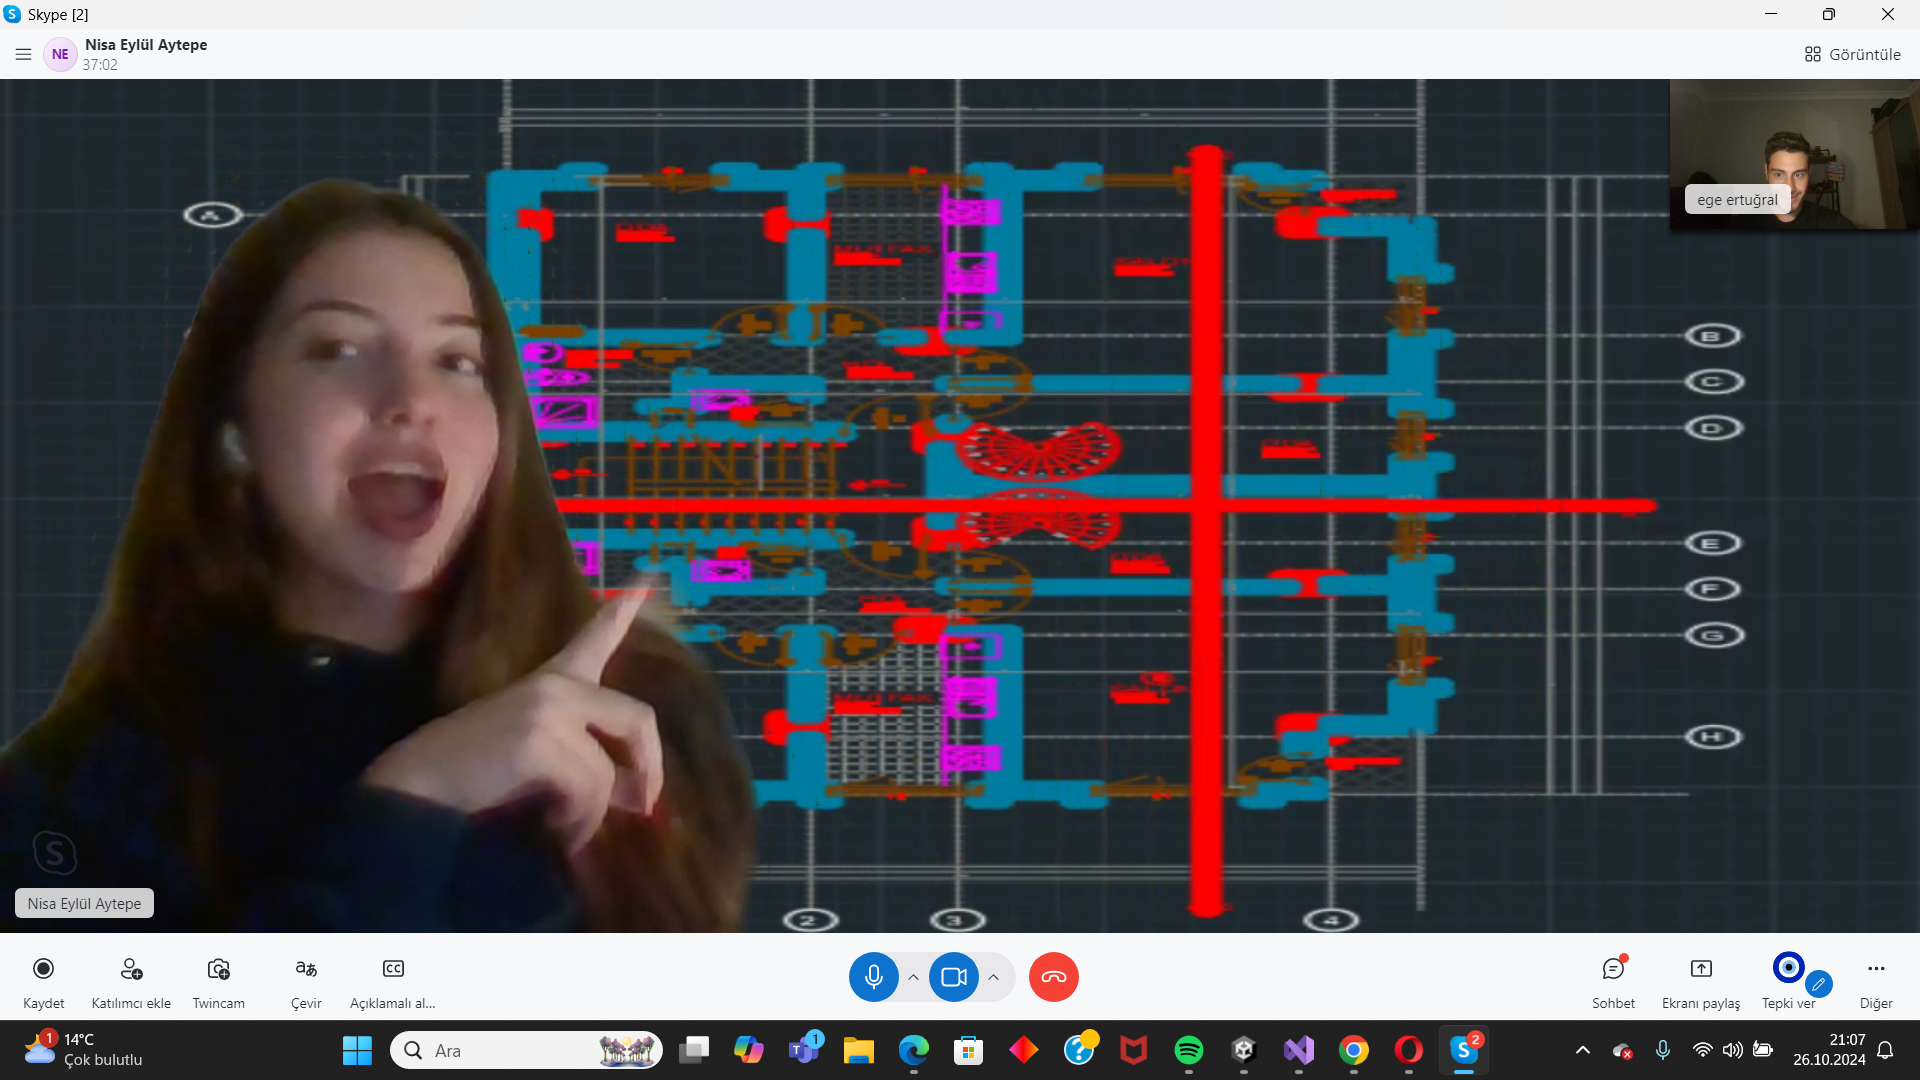 Skype [2]
NE
Nisa Eylül Aytepe
37:02
Görüntüle
ege ertuğral
A
B
C
D
E
F
G
H
MUTFAK
Nisa Eylül Aytepe
2
3
4
Kaydet
Katılımcı ekle
Twincam
Çevir
Açıklamalı al...
Sohbet
Ekranı paylaş
Tepki ver
Diğer
1
14°C
Çok bulutlu
Ara
1
2
21:07
26.10.2024